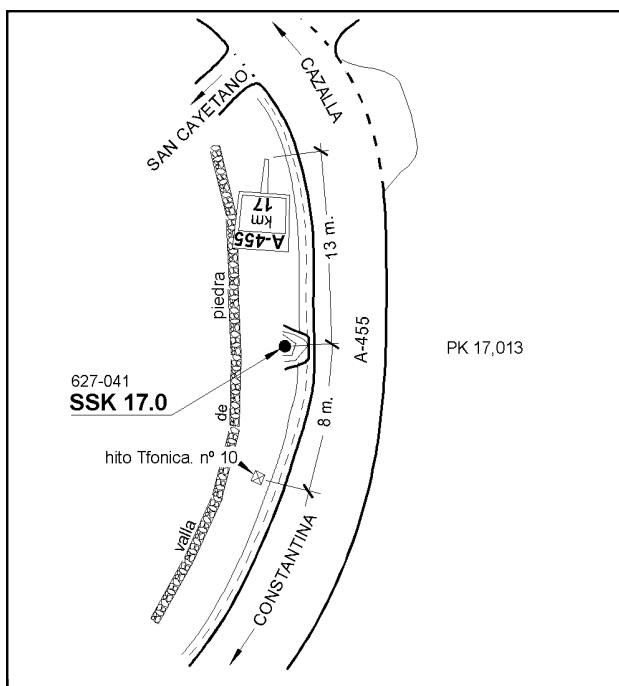 SAN CAYETANO
CAZALLA
km
17
A-455
13 m.
piedra
A-455
PK 17,013
627-041
SSK 17.0
de
8 m.
hito Tfonica. nº 10
valla
CONSTANTINA